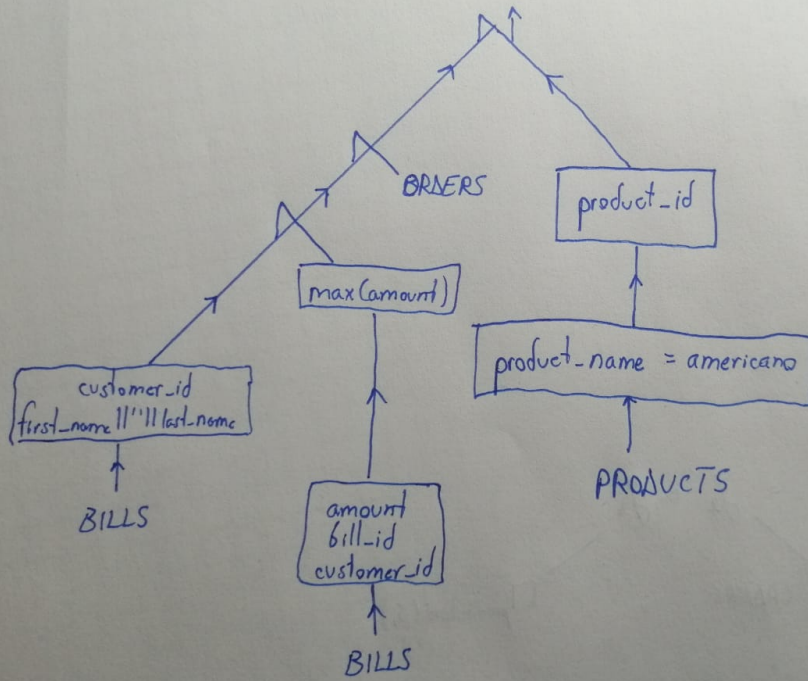 ORDERS
product_id
max(amount)
product_name = americano
customer_id
first_name||''||last_name
PRODUCTS
BILLS
amount
bill_id
customer_id
BILLS